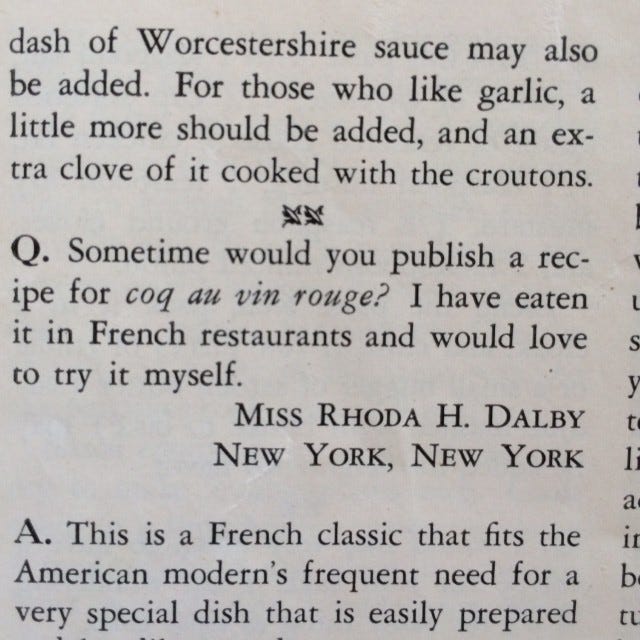 dash of Worcestershire sauce may also
be added. For those who like garlic, a
little more should be added, and an ex-
tra clove of it cooked with the croutons.
Q. Sometime would you publish a rec-
ipe for coq au vin rouge? I have eaten
it in French restaurants and would love
to try it myself.
MISS RHODA H. DALBY
NEW YORK, NEW YORK
A. This is a French classic that fits the
American modern's frequent need for a
very special dish that is easily prepared